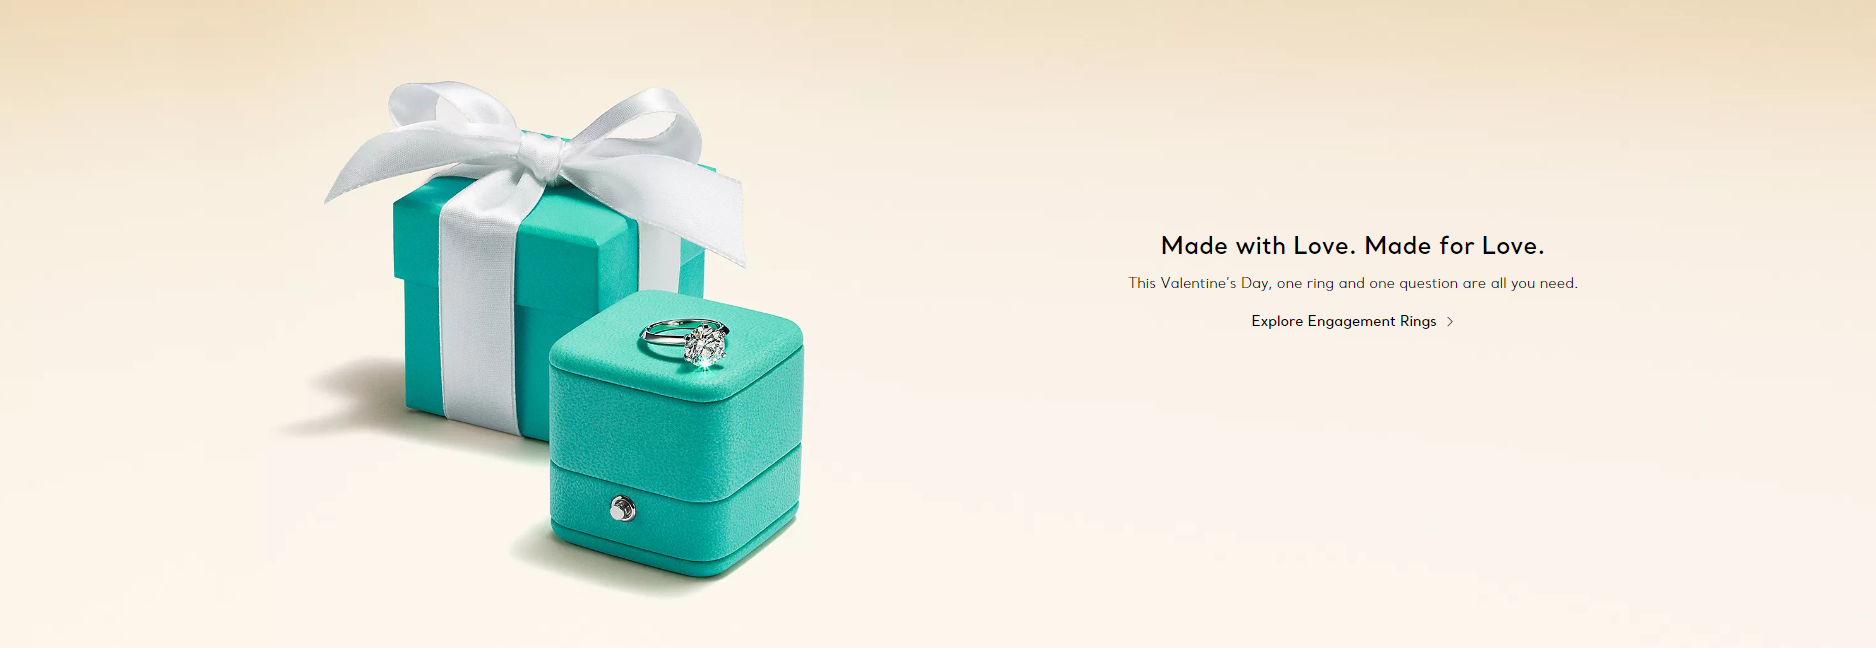 Made with Love. Made for Love.
This Valentine's Day, one ring and one question are all you need.
Explore Engagement Rings >